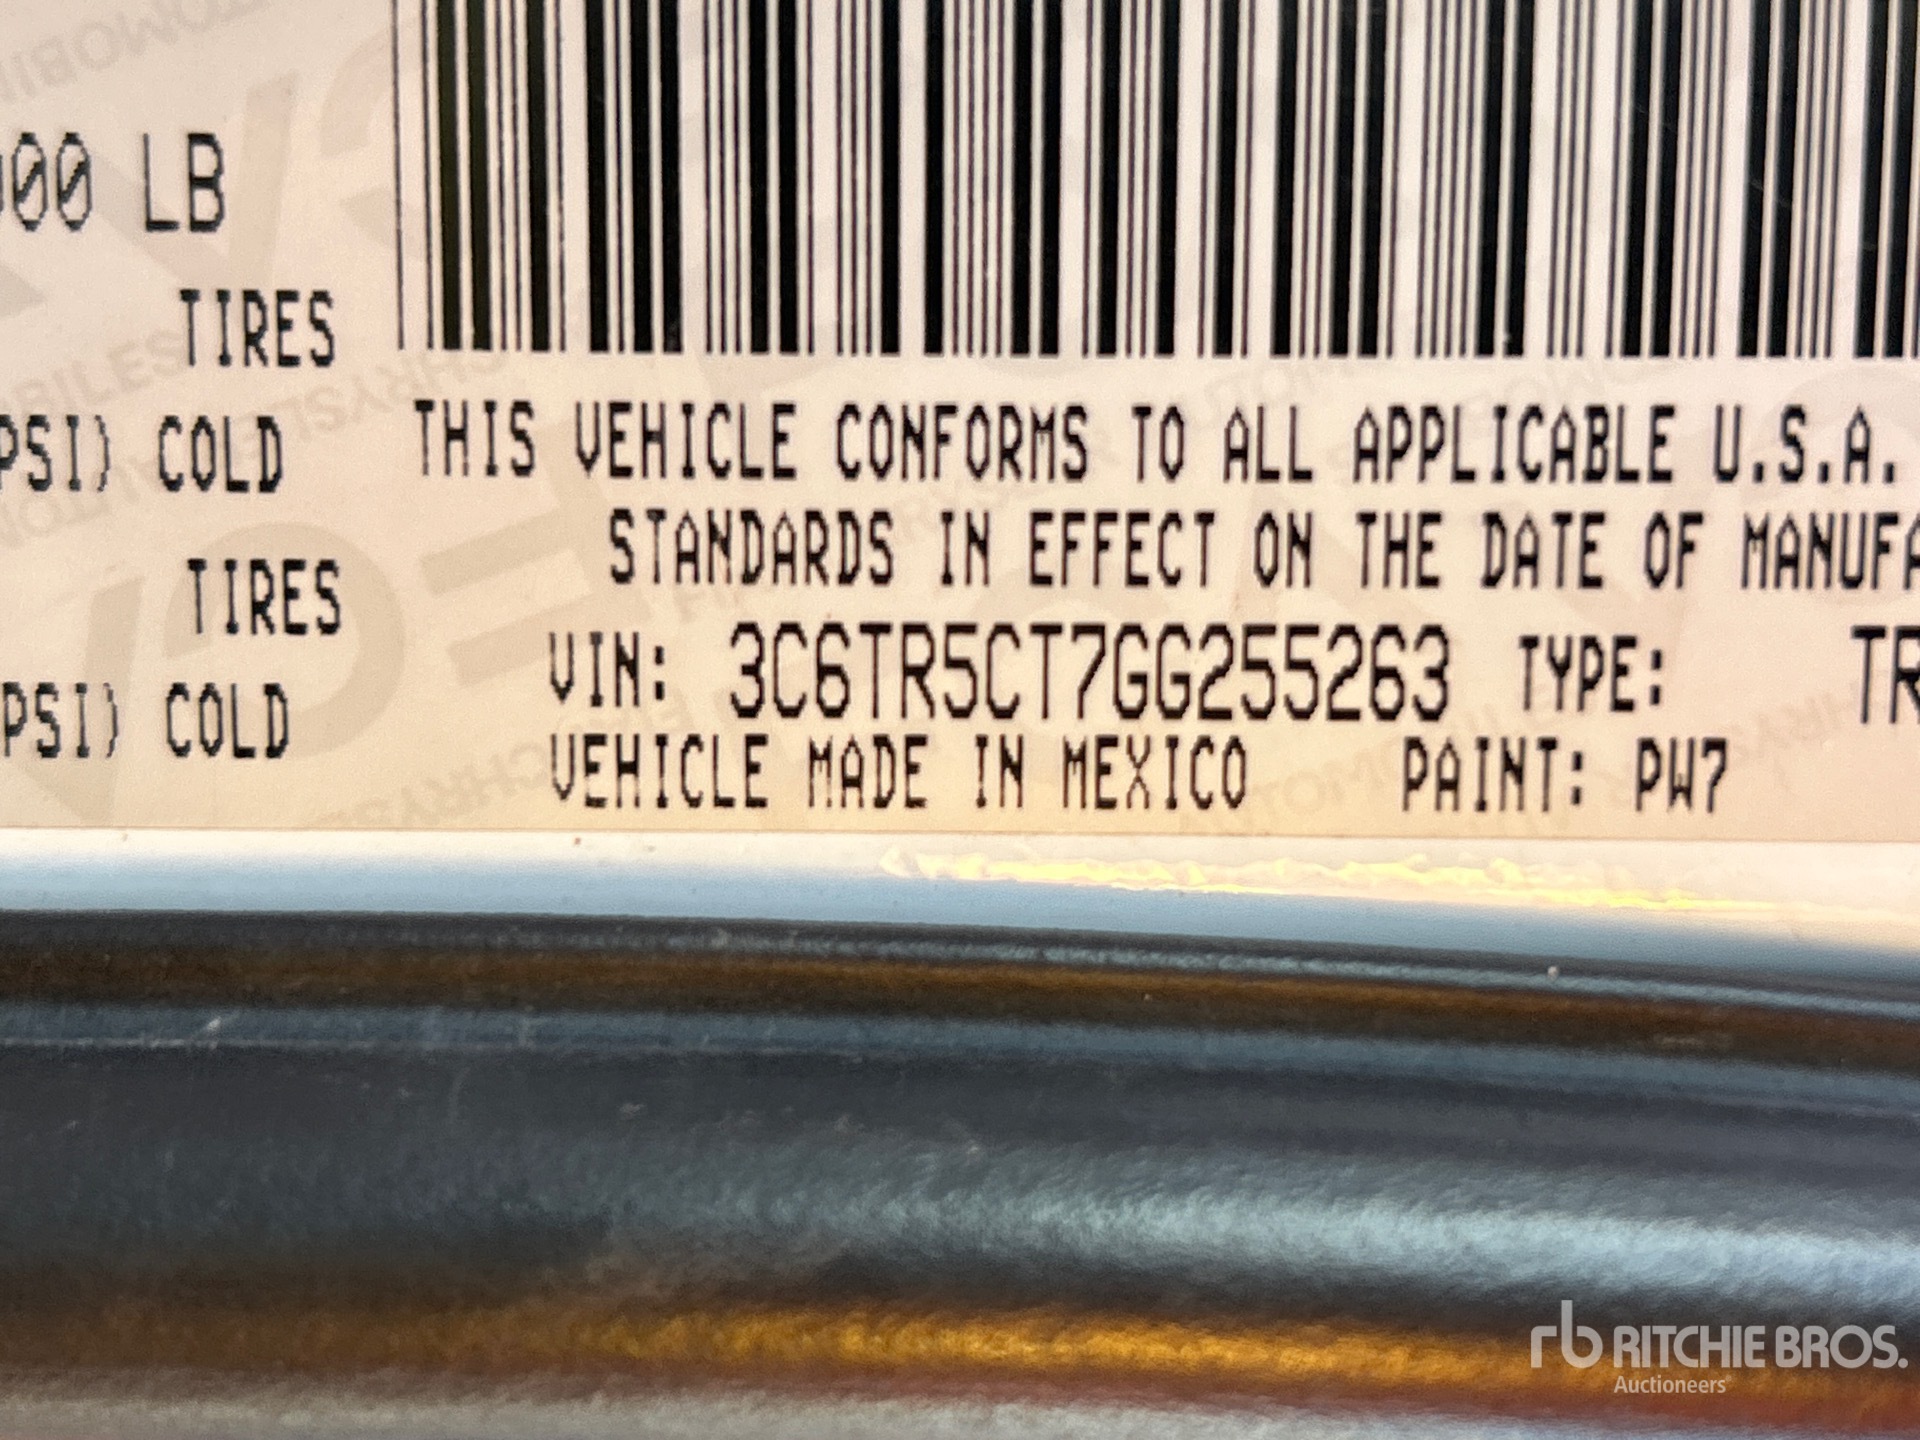 00 LB
TIRES
PSI) COLD
TIRES
PSI) COLD
THIS VEHICLE CONFORMS TO ALL APPLICABLE U.S.A.
STANDARDS IN EFFECT ON THE DATE OF MANUFA
VIN: 3C6TR5CT7GG255263 TYPE: TR
VEHICLE MADE IN MEXICO PAINT: PW7
rb RITCHIE BROS.
Auctioneers